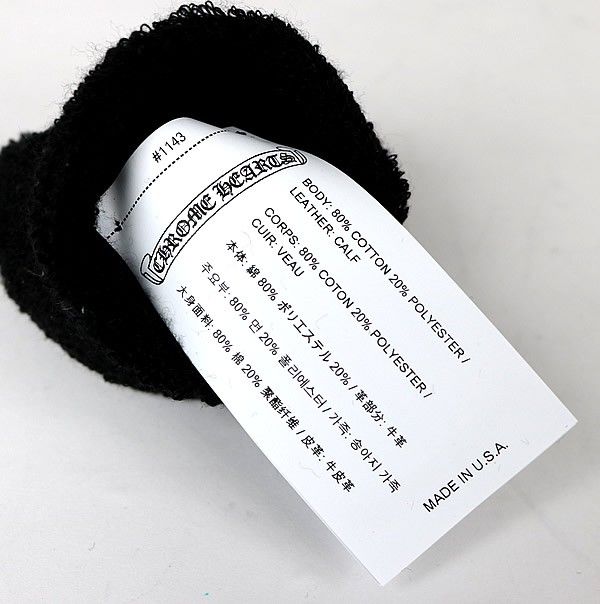 #1143
CHROME HEARTS
BODY: 80% COTTON 20% POLYESTER /
LEATHER: CALF
CORPS: 80% COTON 20% POLYESTER /
CUIR: VEAU
本体: 綿 80% ポリエステル 20% / 革部分: 牛革
주요부: 80% 면 20% 폴리에스터 / 가죽: 송아지 가죽
大身面料: 80% 棉 20% 聚酯纤维 / 皮革: 牛皮革
MADE IN U.S.A.